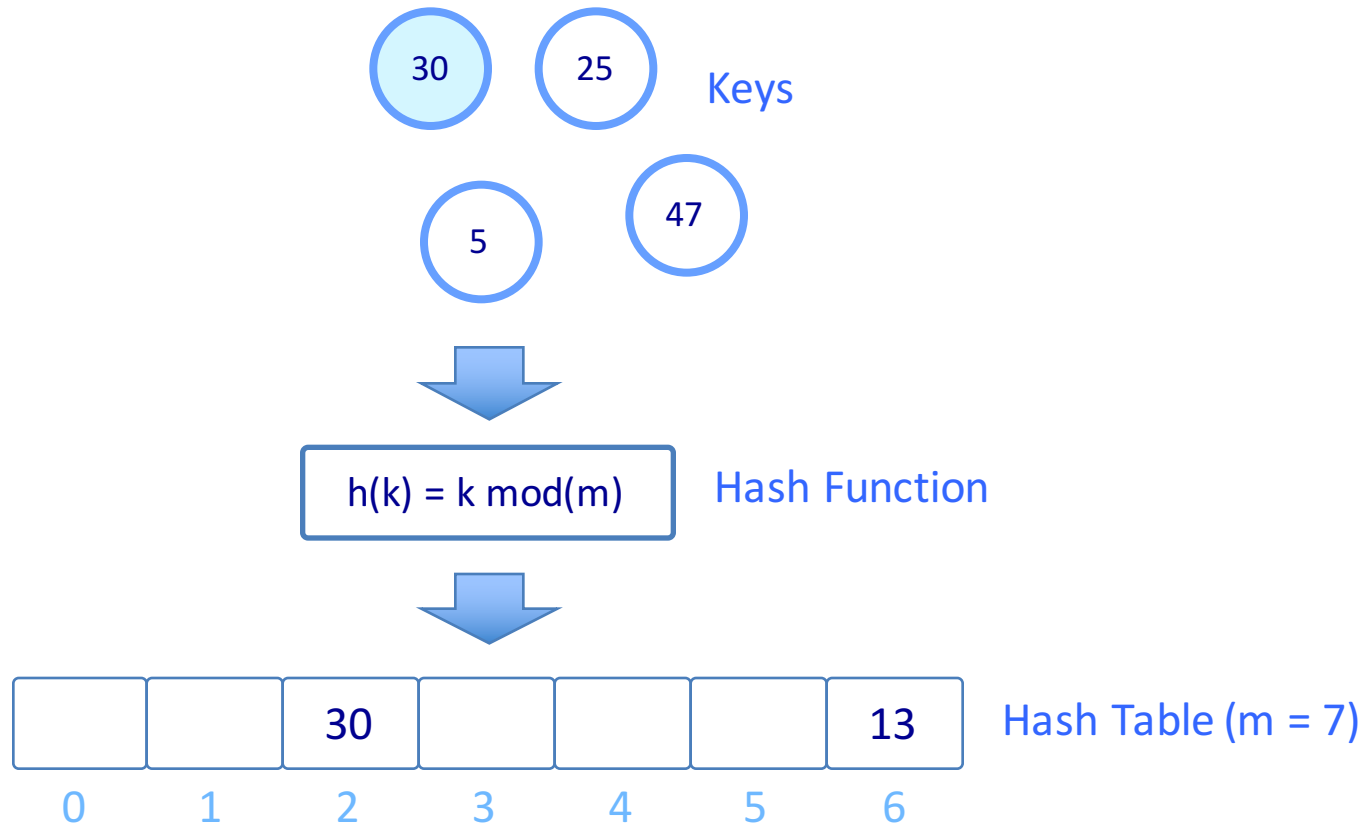 30
25
Keys
5
47
h(k) = k mod(m)
Hash Function
30
13
Hash Table (m = 7)
0 1 2 3 4 5 6